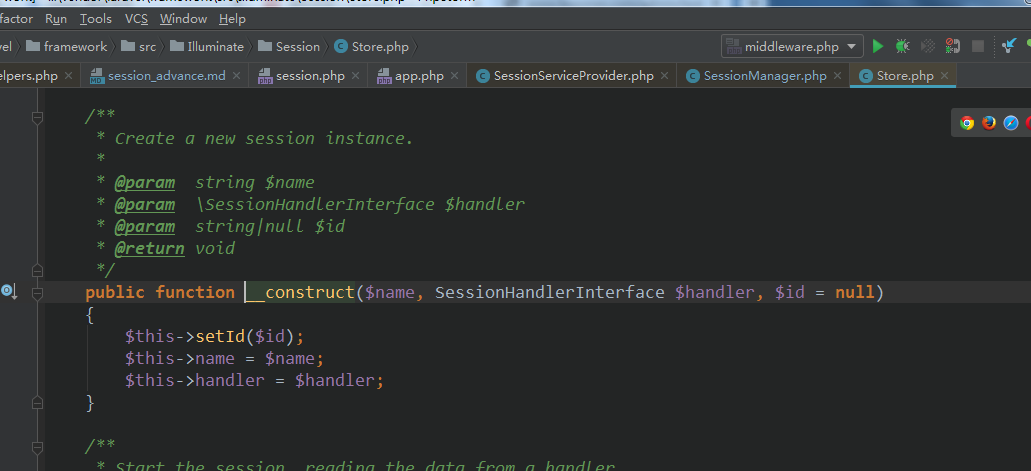 factor Run Tools VCS Window Help
framework src Illuminate Session Store.php middleware.php
elpers.php session_advance.md session.php app.php SessionServiceProvider.php SessionManager.php Store.php
/**
* Create a new session instance.
*
* @param string $name
* @param \SessionHandlerInterface $handler
* @param string|null $id
* @return void
*/
public function __construct($name, SessionHandlerInterface $handler, $id = null)
{
$this->setId($id);
$this->name = $name;
$this->handler = $handler;
}
/**
* Start the session, reading the data from a handler